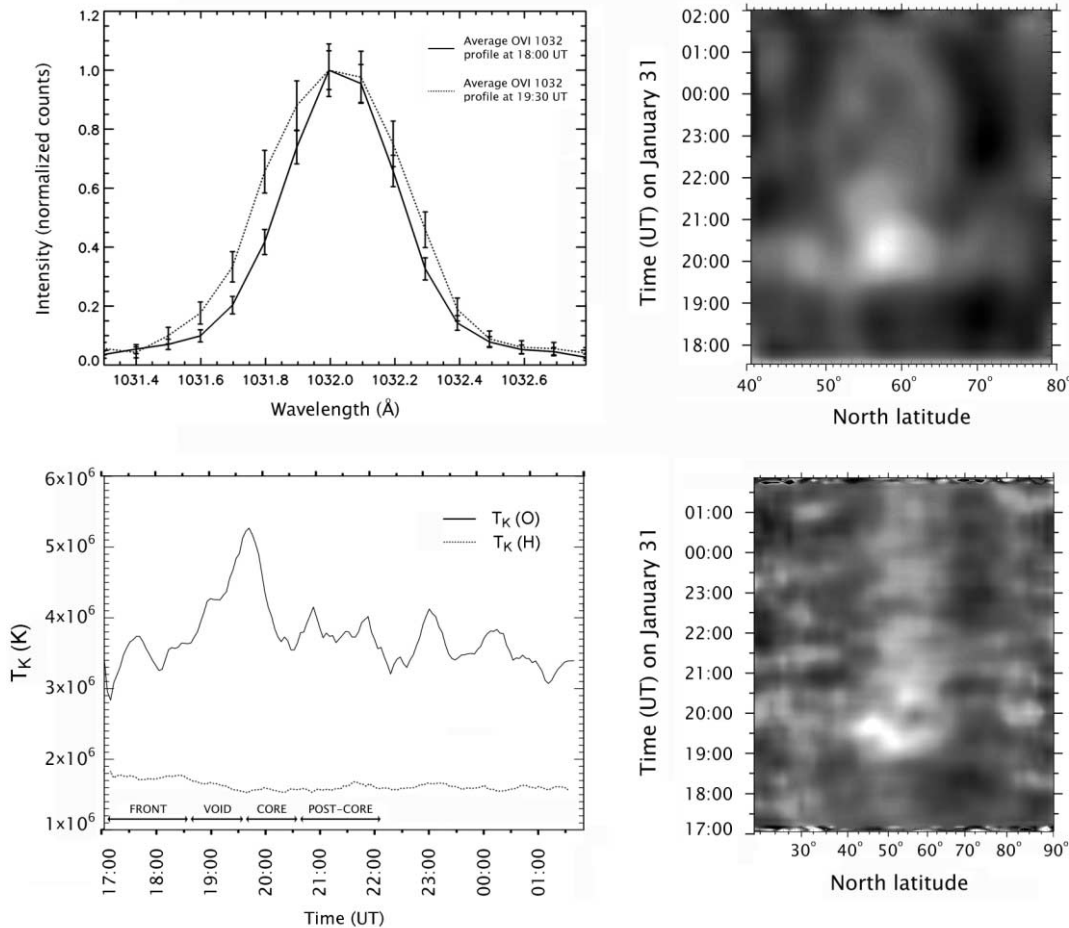 Average OVI 1032
profile at 18:00 UT
Average OVI 1032
profile at 19:30 UT
Intensity (normalized counts)
1.0
0.8
0.6
0.4
0.2
0.0
1031.4 1031.6 1031.8 1032.0 1032.2 1032.4 1032.6
Wavelength (Å)
Time (UT) on January 31
02:00
01:00
00:00
23:00
22:00
21:00
20:00
19:00
18:00
40° 50° 60° 70° 80°
North latitude
T_K (K)
6×10⁶
5×10⁶
4×10⁶
3×10⁶
2×10⁶
1×10⁶
T_K (O)
T_K (H)
FRONT VOID CORE POST-CORE
17:00 18:00 19:00 20:00 21:00 22:00 23:00 00:00 01:00
Time (UT)
Time (UT) on January 31
01:00
00:00
23:00
22:00
21:00
20:00
19:00
18:00
17:00
30° 40° 50° 60° 70° 90°
North latitude